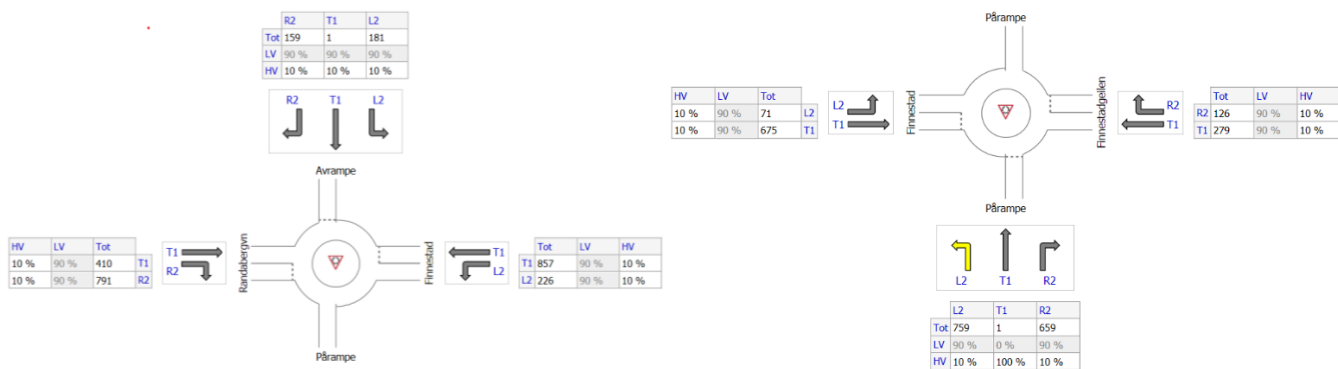 R2 T1 L2
Tot 159 1 181
LV 90 % 90 % 90 %
HV 10 % 10 % 10 %
R2 T1 L2
Avrampe
HV LV Tot
10 % 90 % 410 T1
10 % 90 % 791 R2
T1
R2
Randabergvn
Finnestad
T1
L2
Tot LV HV
T1 857 90 % 10 %
L2 226 90 % 10 %
Pårampe
Pårampe
HV LV Tot
10 % 90 % 71 L2
10 % 90 % 675 T1
L2
T1
Finnestad
Finnestadgeilen
R2
T1
Tot LV HV
R2 126 90 % 10 %
T1 279 90 % 10 %
Pårampe
L2 T1 R2
L2 T1 R2
Tot 759 1 659
LV 90 % 0 % 90 %
HV 10 % 100 % 10 %